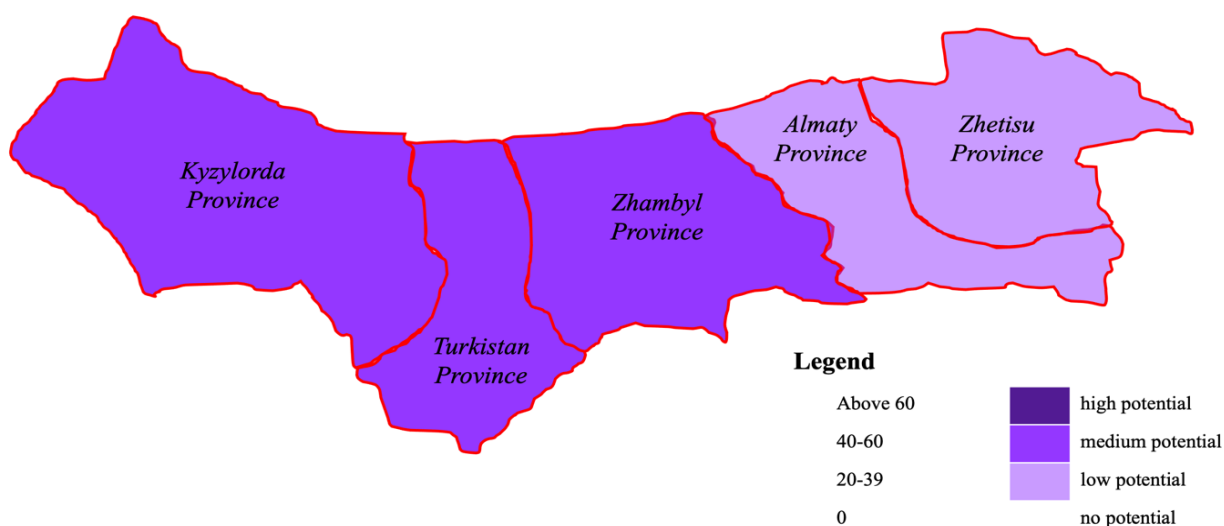 Kyzylorda
Province
Turkistan
Province
Zhambyl
Province
Almaty
Province
Zhetisu
Province
Legend
Above 60 high potential
40-60 medium potential
20-39 low potential
0 no potential